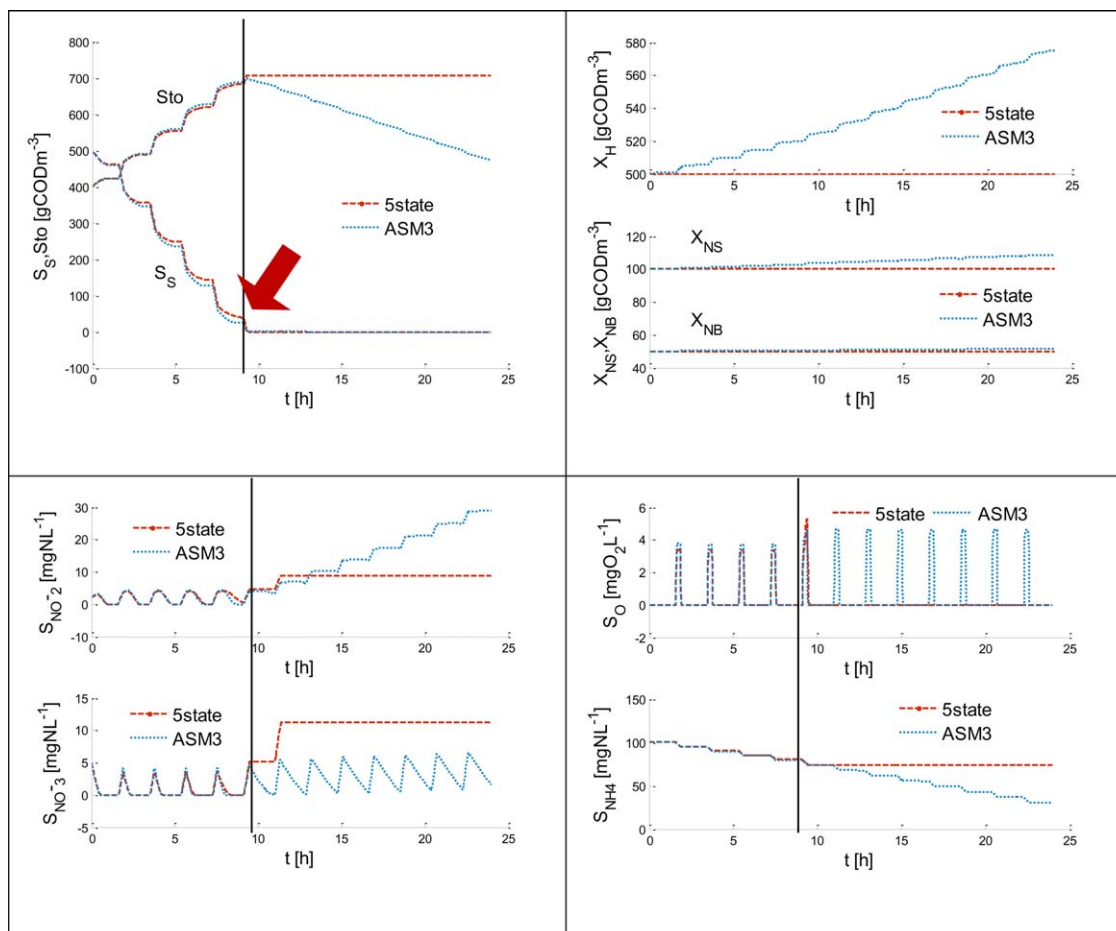 800
700
600
500
400
300
200
100
0
-100
S_S,Sto [gCODm⁻³]
Sto
S_S
5state
ASM3
0 5 10 15 20 25
t [h]
580
560
540
520
500
X_H [gCODm⁻³]
5state
ASM3
0 5 10 15 20 25
t [h]
120
100
80
60
40
X_NS,X_NB [gCODm⁻³]
X_NS
X_NB
5state
ASM3
0 5 10 15 20 25
t [h]
30
20
10
0
-10
S_NO⁻2 [mgNL⁻¹]
5state
ASM3
0 5 10 15 20 25
t [h]
15
10
5
0
-5
S_NO⁻3 [mgNL⁻¹]
5state
ASM3
0 5 10 15 20 25
t [h]
6
4
2
0
-2
S_O [mgO₂L⁻¹]
5state ASM3
0 5 10 15 20 25
t [h]
150
100
50
0
S_NH4 [mgNL⁻¹]
5state
ASM3
0 5 10 15 20 25
t [h]